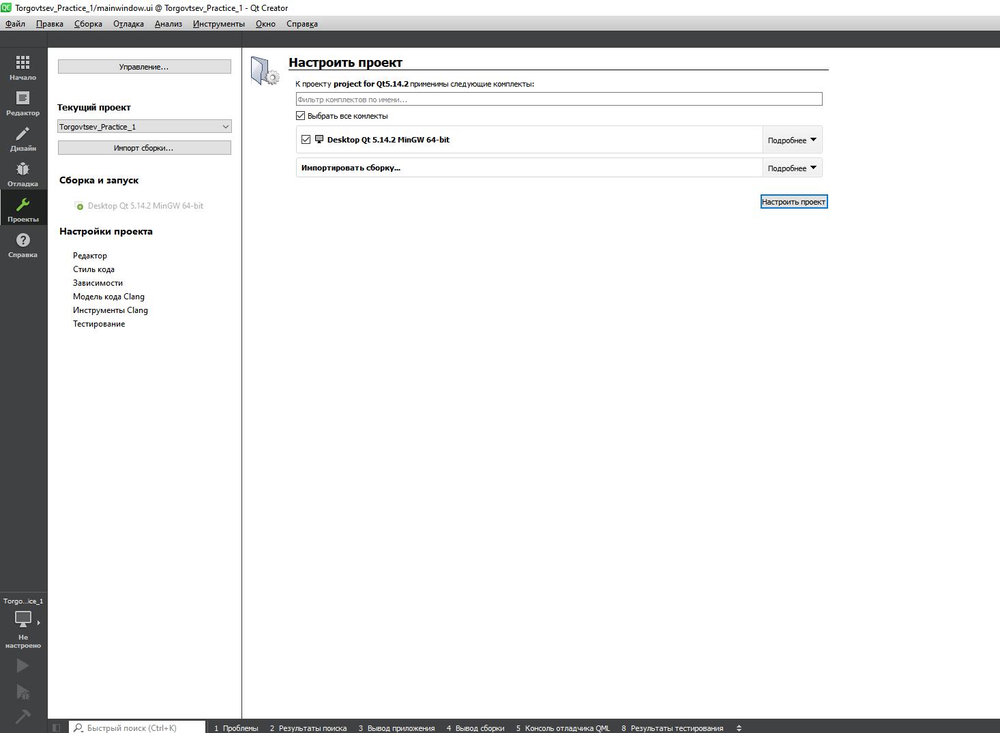 QC Torgovtsev_Practice_1/mainwindow.ui @ Torgovtsev_Practice_1 - Qt Creator
Файл Правка Сборка Отладка Анализ Инструменты Окно Справка
Начало
Редактор
Дизайн
Отладка
Проекты
Справка
Управление...
Текущий проект
Torgovtsev_Practice_1
Импорт сборки...
Сборка и запуск
Desktop Qt 5.14.2 MinGW 64-bit
Настройки проекта
Редактор
Стиль кода
Зависимости
Модель кода Clang
Инструменты Clang
Тестирование
Настроить проект
К проекту project for Qt5.14.2 применимы следующие комплекты:
Фильтр комплектов по имени...
Выбрать все комлекты
Desktop Qt 5.14.2 MinGW 64-bit Подробнее
Импортировать сборку... Подробнее
Настроить проект
Torgo...ice_1
Не
настроено
Быстрый поиск (Ctrl+K) 1 Проблемы 2 Результаты поиска 3 Вывод приложения 4 Вывод сборки 5 Консоль отладчика QML 8 Результаты тестирования